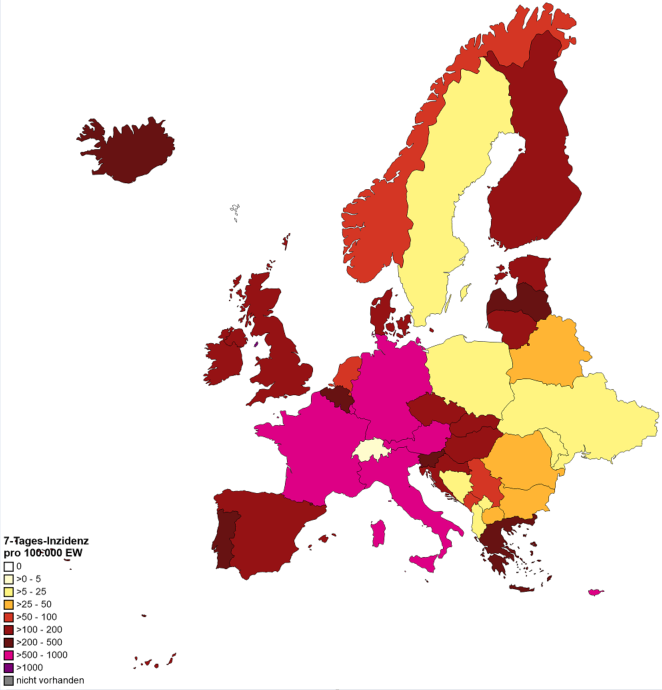 7-Tages-Inzidenz
pro 100.000 EW
0
>0 - 5
>5 - 25
>25 - 50
>50 - 100
>100 - 200
>200 - 500
>500 - 1000
>1000
nicht vorhanden